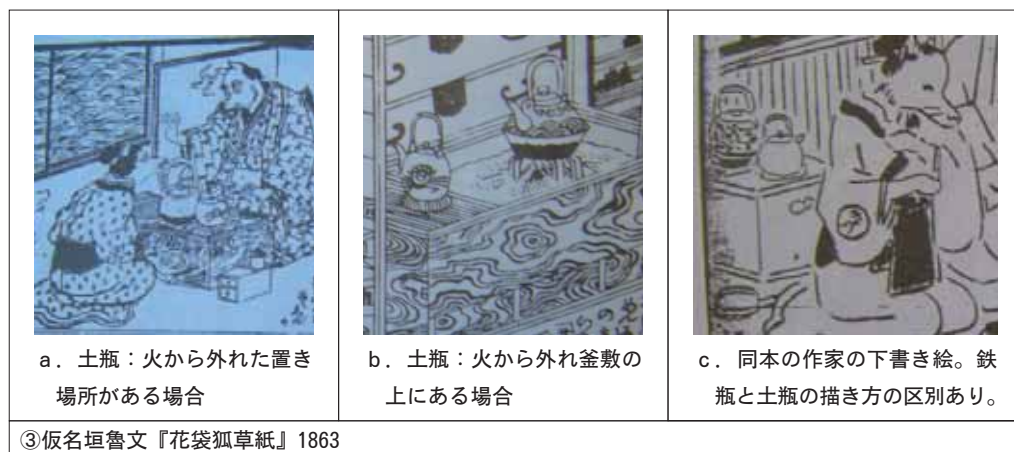 a．土瓶：火から外れた置き
場所がある場合
b．土瓶：火から外れ釜敷の
上にある場合
c．同本の作家の下書き絵。鉄
瓶と土瓶の描き方の区別あり。
③仮名垣魯文『花袋狐草紙』1863